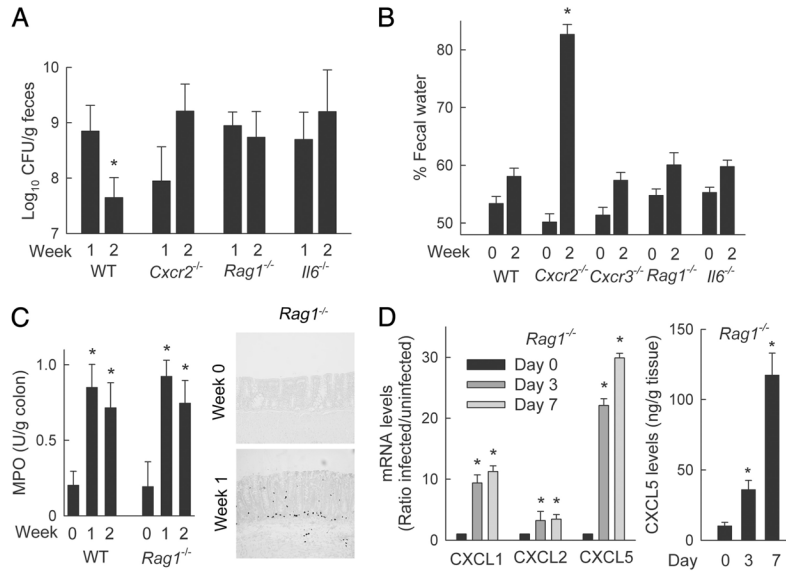 A
Log10 CFU/g feces
10
9
8
7
*
Week 1 2 1 2 1 2 1 2
WT Cxcr2-/- Rag1-/- Il6-/-
B
% Fecal water
80
70
60
50
*
Week 0 2 0 2 0 2 0 2 0 2
WT Cxcr2-/- Cxcr3-/- Rag1-/- Il6-/-
C
MPO (U/g colon)
1.0
0.5
0
* * * *
Week 0 1 2 0 1 2
WT Rag1-/-
Rag1-/-
Week 0
Week 1
D
mRNA levels
(Ratio infected/uninfected)
30
20
10
0
Rag1-/-
Day 0
Day 3
Day 7
* * * * * *
CXCL1 CXCL2 CXCL5
CXCL5 levels (ng/g tissue)
150
100
50
0
Rag1-/-
* *
Day 0 3 7